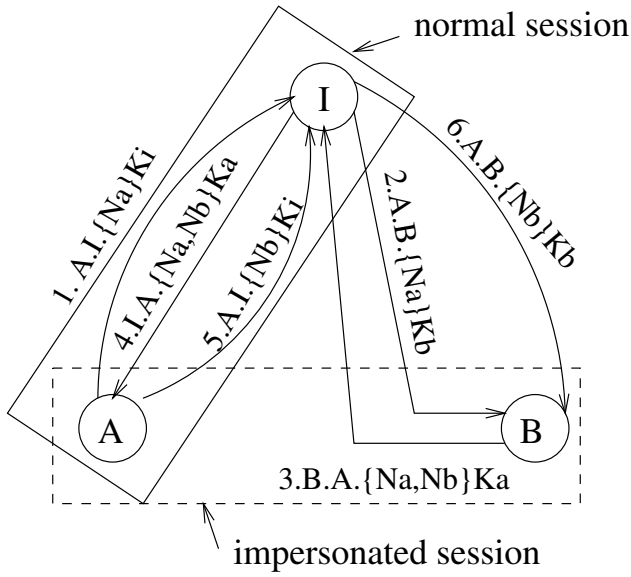 normal session
I
1. A.I.{Na}Ki
4.I.A.{Na,Nb}Ka
5.A.I.{Nb}Ki
2.A.B.{Na}Kb
6.A.B.{Nb}Kb
A
B
3.B.A.{Na,Nb}Ka
impersonated session